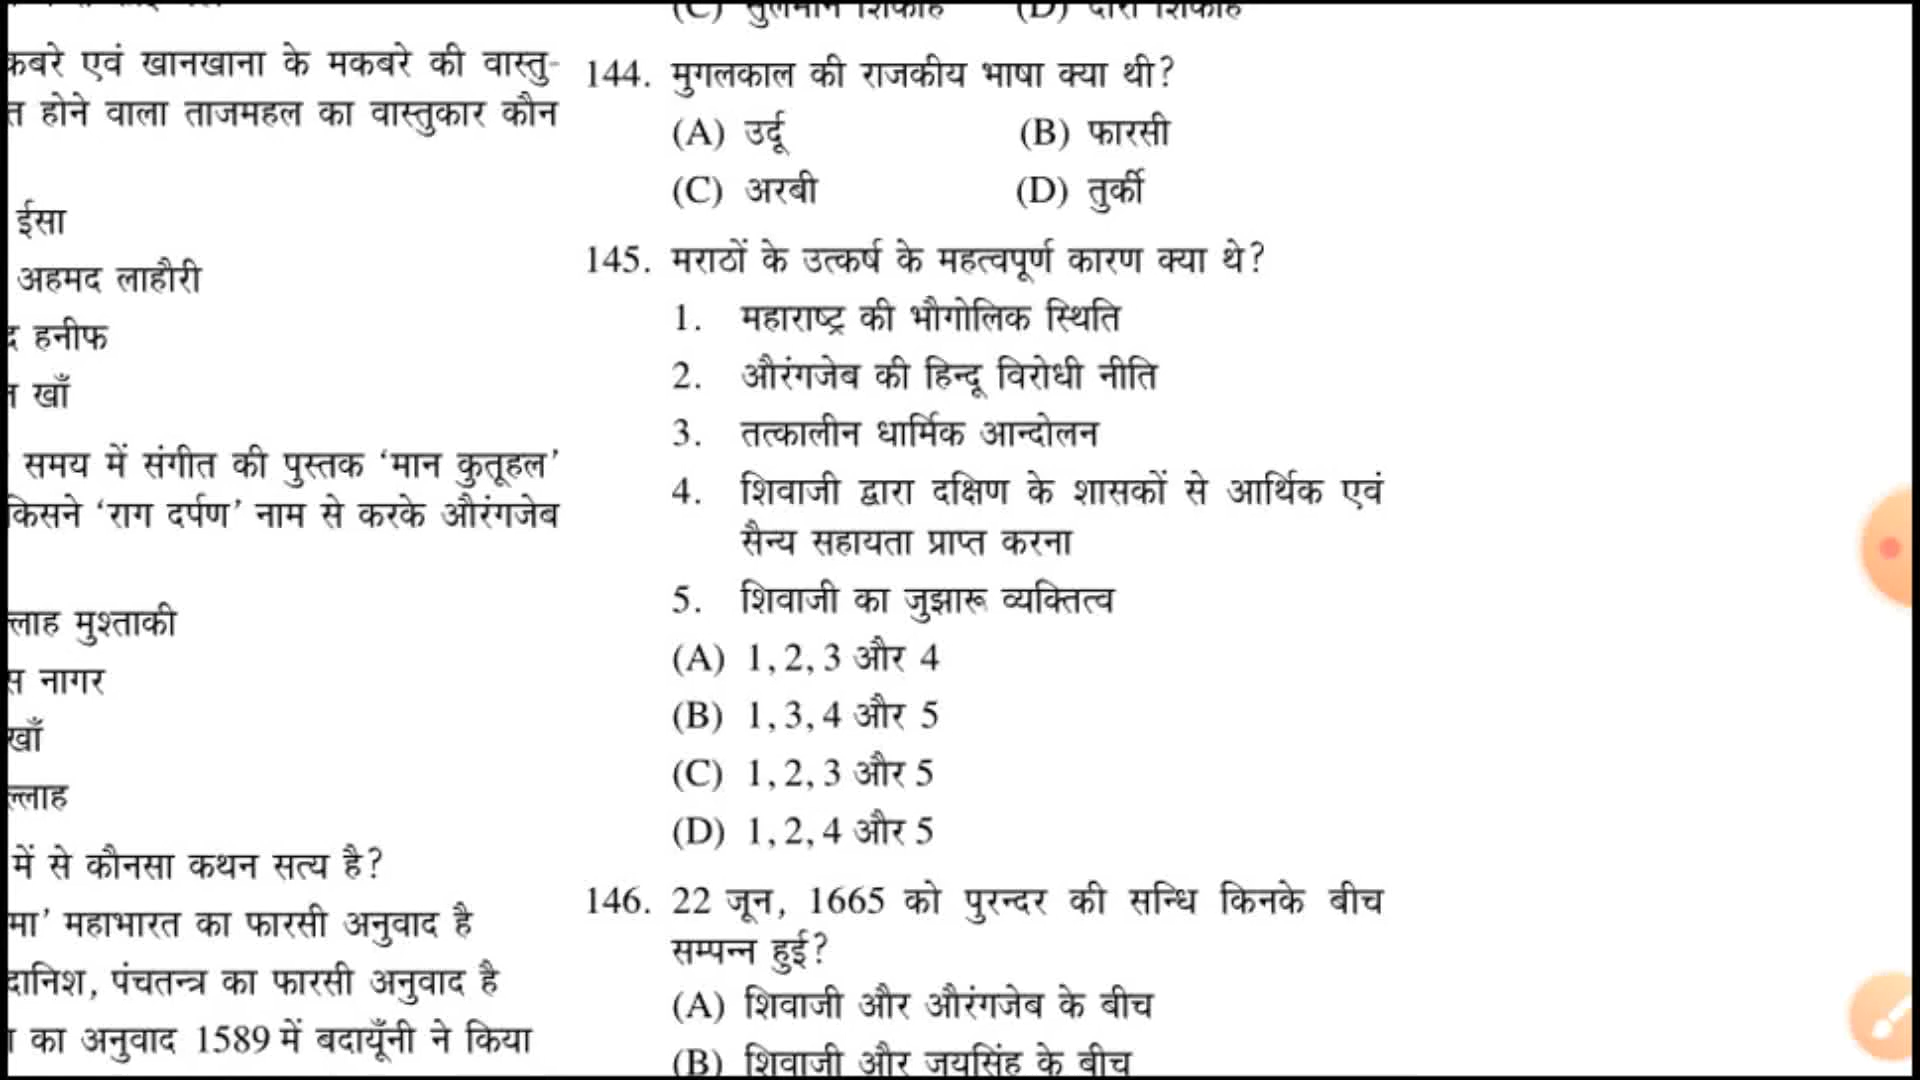 कबरे एवं खानखाना के मकबरे की वास्तु-
त होने वाला ताजमहल का वास्तुकार कौन
ईसा
अहमद लाहौरी
द हनीफ
न खाँ
समय में संगीत की पुस्तक ‘मान कुतूहल’
किसने ‘राग दर्पण’ नाम से करके औरंगजेब
ल्लाह मुश्ताकी
स नागर
खाँ
ल्लाह
में से कौनसा कथन सत्य है?
मा’ महाभारत का फारसी अनुवाद है
दानिश, पंचतन्त्र का फारसी अनुवाद है
का अनुवाद 1589 में बदायूँनी ने किया
(C) सुलेमान शिकोह (D) दारा शिकोह
144. मुगलकाल की राजकीय भाषा क्या थी?
(A) उर्दू (B) फारसी
(C) अरबी (D) तुर्की
145. मराठों के उत्कर्ष के महत्वपूर्ण कारण क्या थे?
1. महाराष्ट्र की भौगोलिक स्थिति
2. औरंगजेब की हिन्दू विरोधी नीति
3. तत्कालीन धार्मिक आन्दोलन
4. शिवाजी द्वारा दक्षिण के शासकों से आर्थिक एवं
सैन्य सहायता प्राप्त करना
5. शिवाजी का जुझारू व्यक्तित्व
(A) 1, 2, 3 और 4
(B) 1, 3, 4 और 5
(C) 1, 2, 3 और 5
(D) 1, 2, 4 और 5
146. 22 जून, 1665 को पुरन्दर की सन्धि किनके बीच
सम्पन्न हुई?
(A) शिवाजी और औरंगजेब के बीच
(B) शिवाजी और जयसिंह के बीच